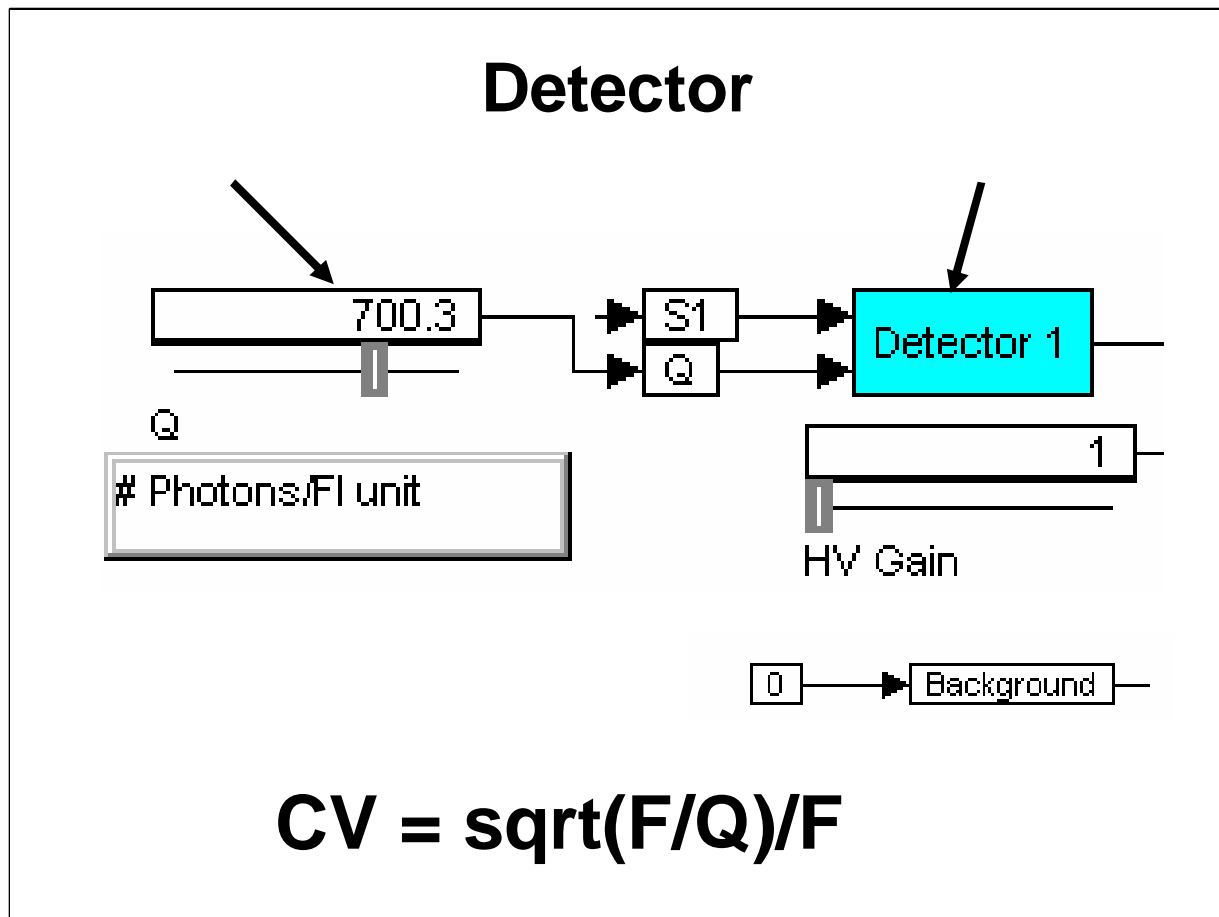 Detector
700.3
S1
Q
Detector 1
Q
1
# Photons/Fl unit
HV Gain
0
Background
CV = sqrt(F/Q)/F